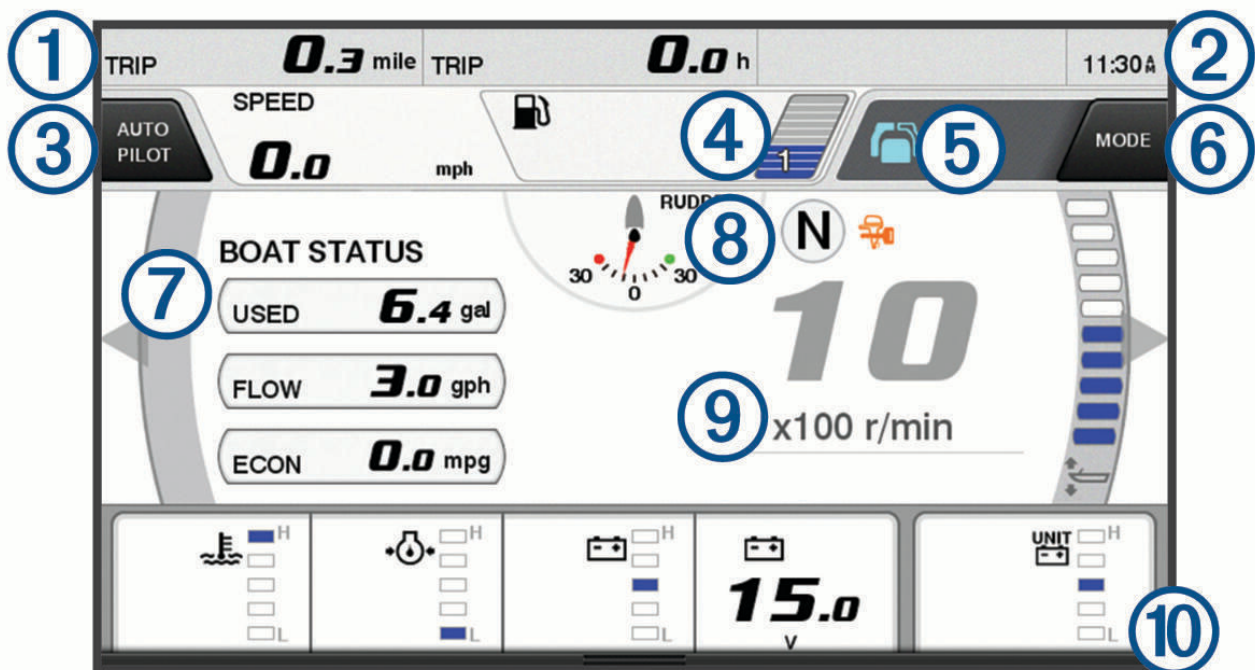 1
TRIP 0.3 mile TRIP 0.0 h 11:30 AM
2
3
AUTO
PILOT
SPEED
0.0 mph
4
1
5
MODE
6
RUDDE
8
N
30 0 30
7
BOAT STATUS
USED 6.4 gal
FLOW 3.0 gph
ECON 0.0 mpg
10
9
x100 r/min
H
L
H
L
H
L
15.0
V
UNIT
H
L
10